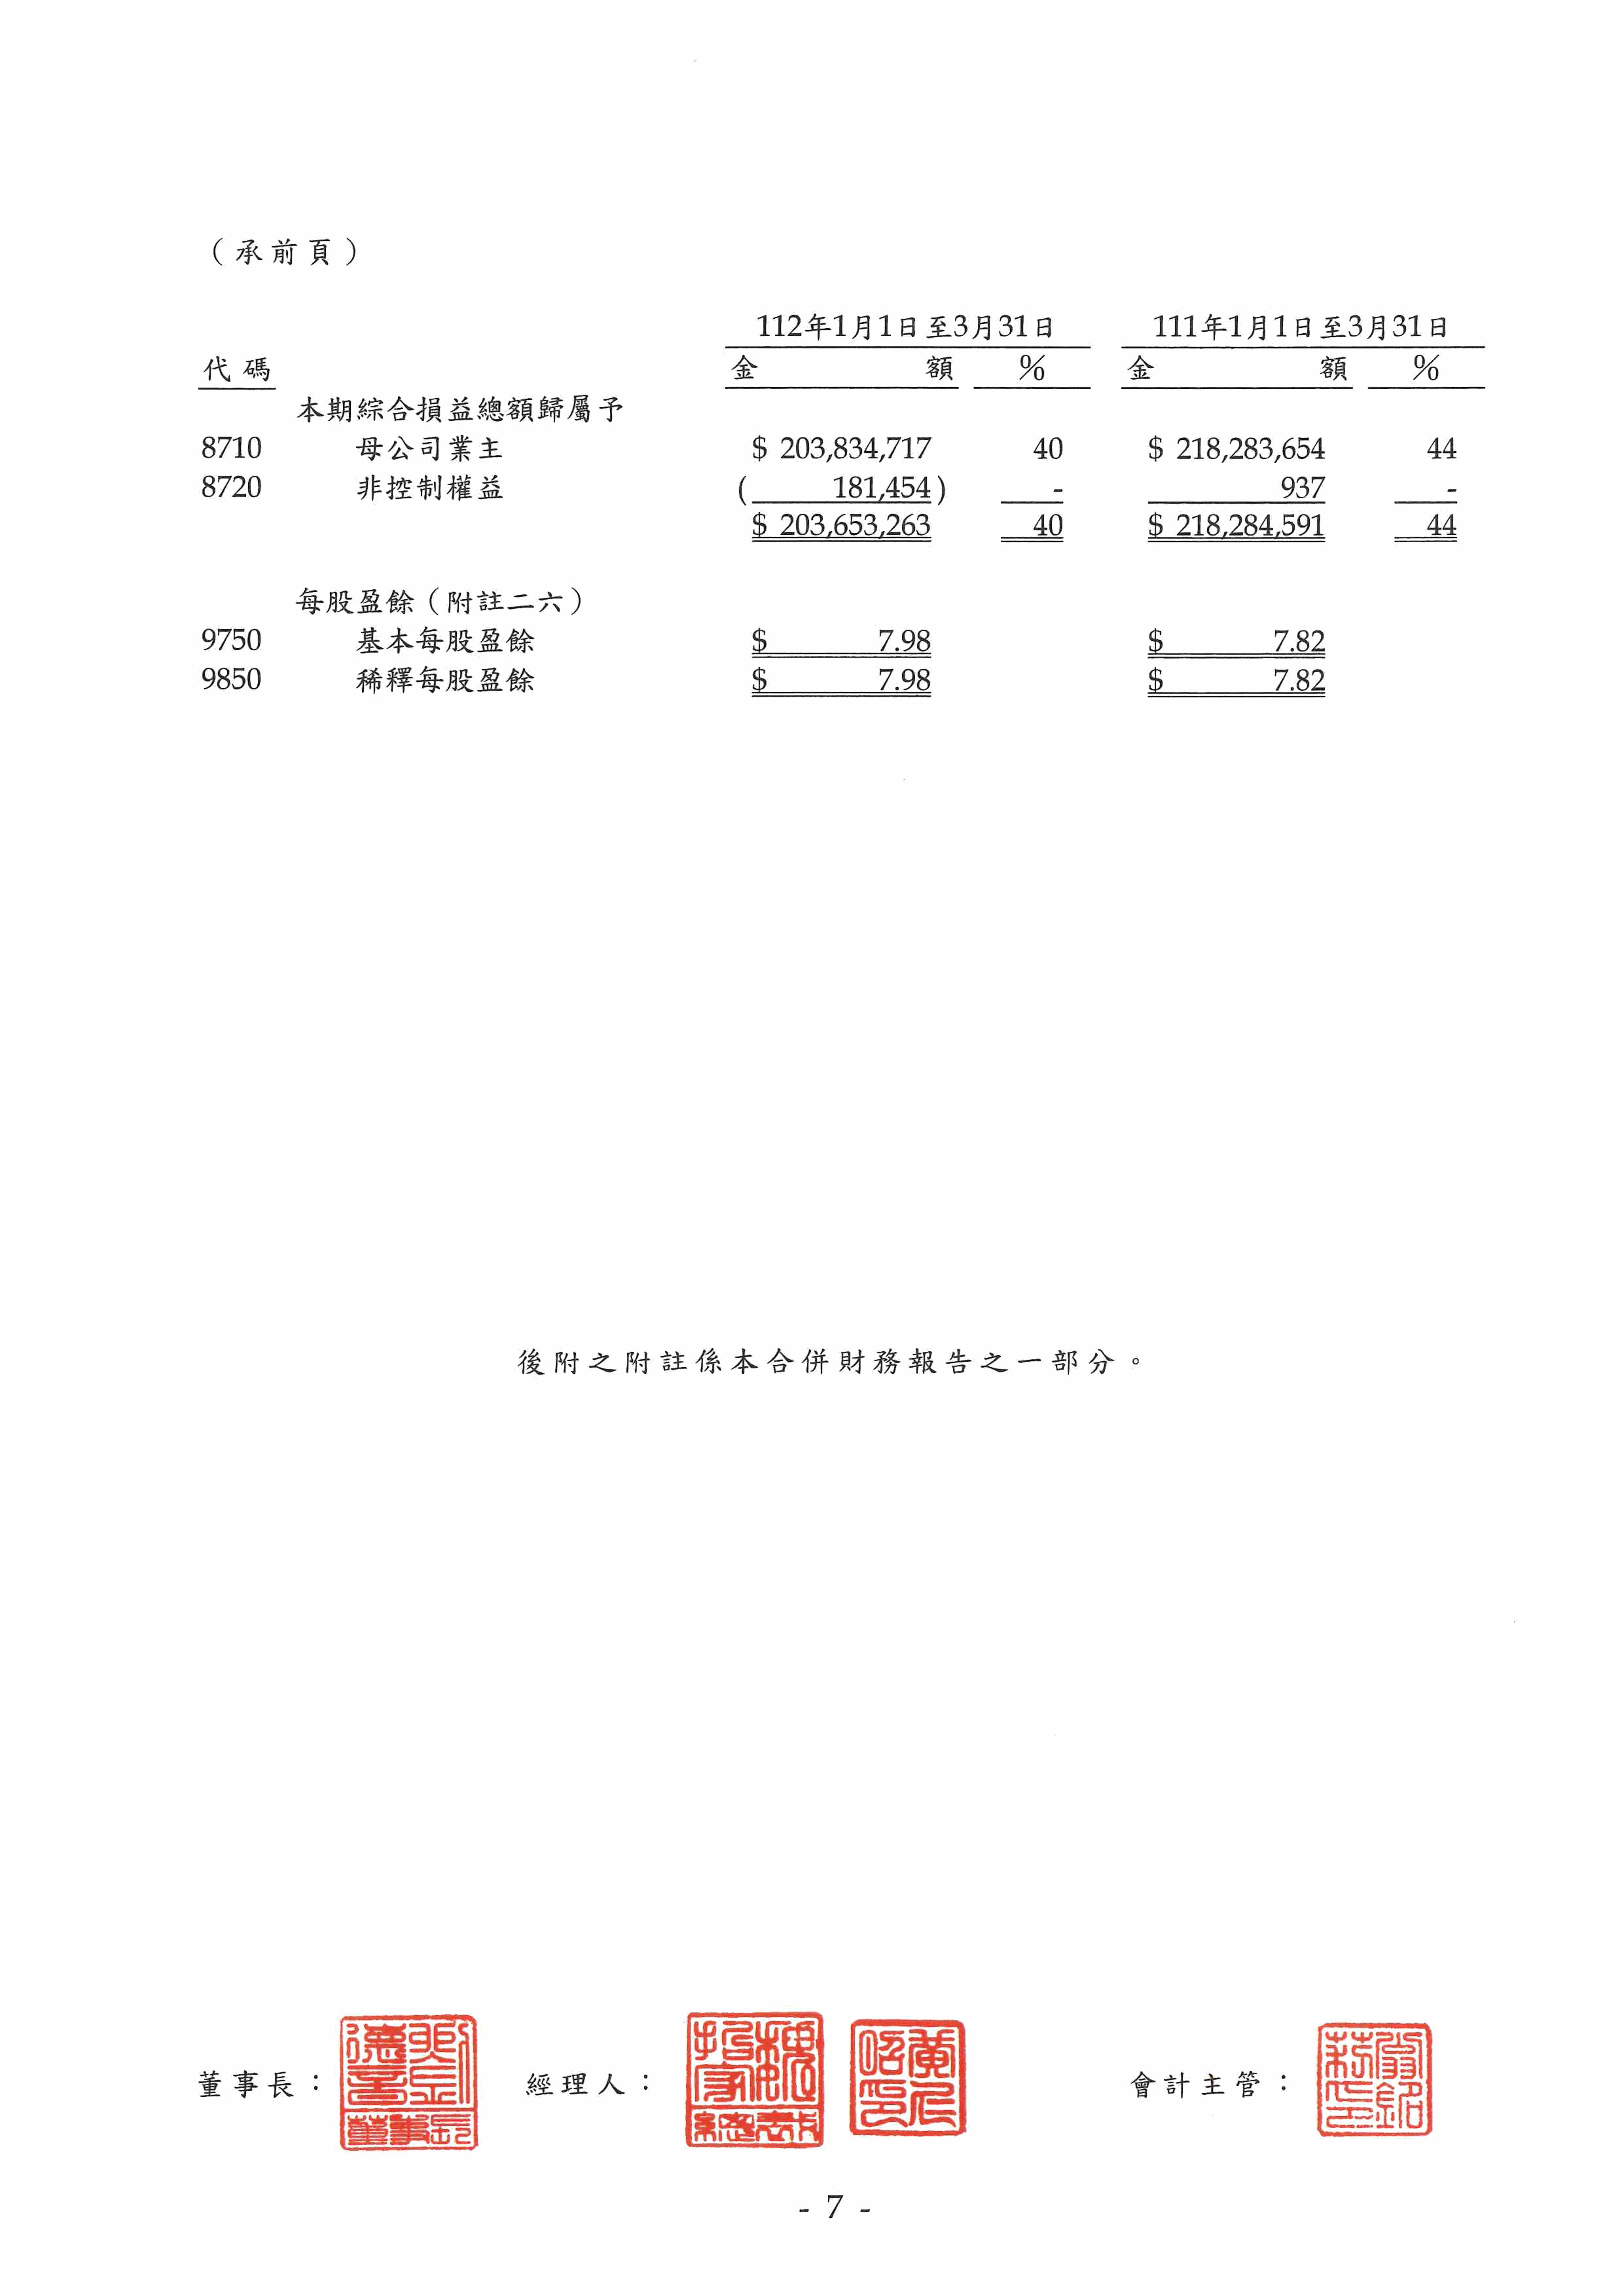 （承前頁）
112年1月1日至3月31日 111年1月1日至3月31日
代碼 金額 % 金額 %
本期綜合損益總額歸屬予
8710 母公司業主 $ 203,834,717 40 $ 218,283,654 44
8720 非控制權益 ( 181,454 ) - 937 -
$ 203,653,263 40 $ 218,284,591 44
每股盈餘（附註二六）
9750 基本每股盈餘 $ 7.98 $ 7.82
9850 稀釋每股盈餘 $ 7.98 $ 7.82
後附之附註係本合併財務報告之一部分。
董事長： 經理人： 會計主管：
董事長
- 7 -